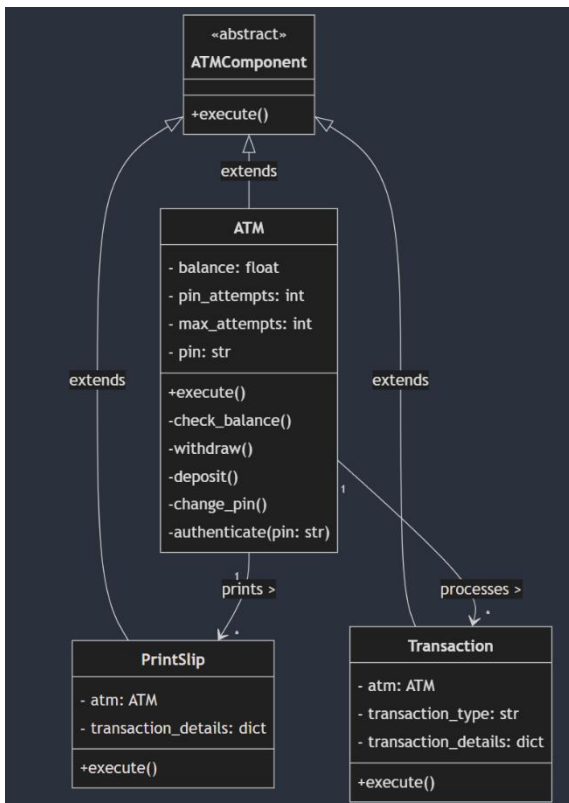 «abstract»
ATMComponent
+execute()
extends
ATM
- balance: float
- pin_attempts: int
- max_attempts: int
- pin: str
extends
extends
+execute()
-check_balance()
-withdraw()
-deposit()
-change_pin()
-authenticate(pin: str)
1
1
prints >
processes >
*
*
PrintSlip
- atm: ATM
- transaction_details: dict
+execute()
Transaction
- atm: ATM
- transaction_type: str
- transaction_details: dict
+execute()